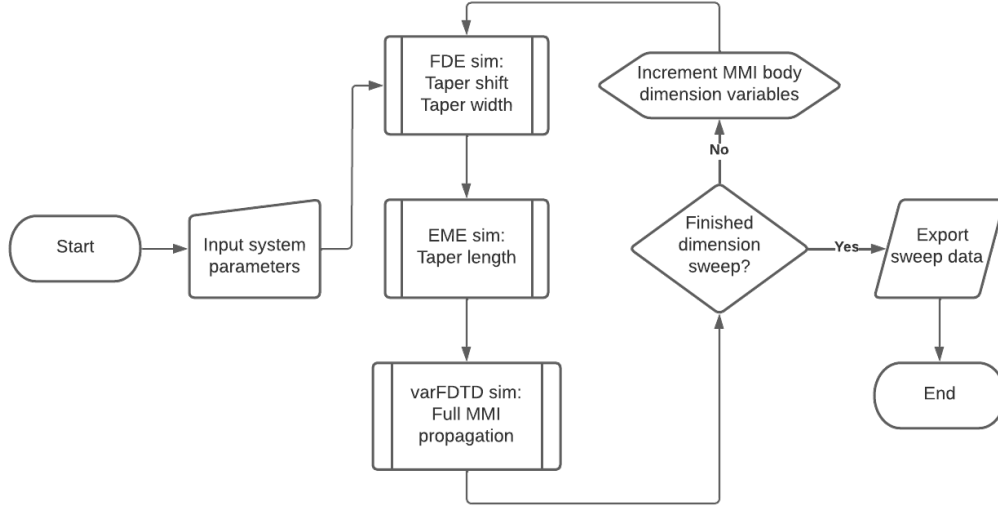 Start
Input system
parameters
FDE sim:
Taper shift
Taper width
EME sim:
Taper length
varFDTD sim:
Full MMI
propagation
Increment MMI body
dimension variables
No
Finished
dimension
sweep?
Yes
Export
sweep data
End